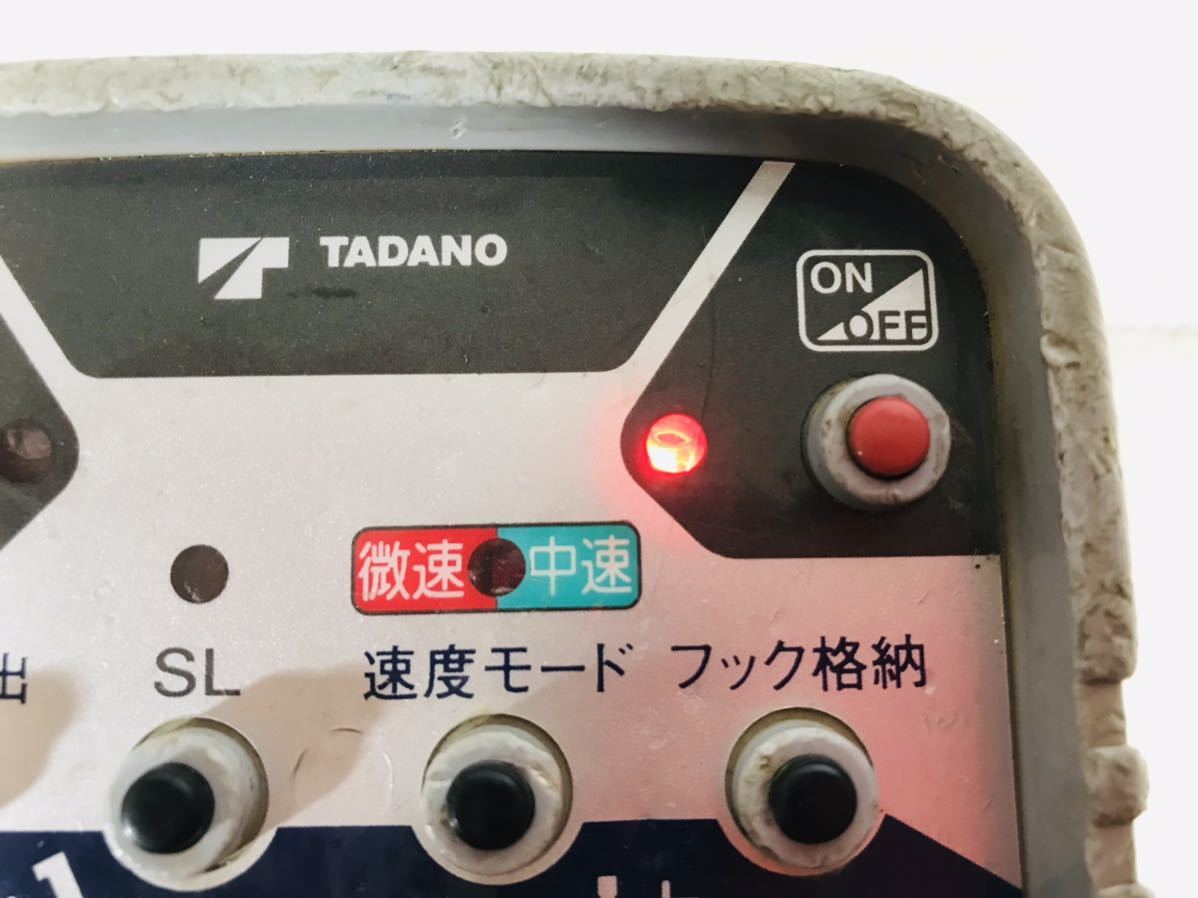 TADANO
ON
OFF
微速 中速
出 SL 速度モード フック格納
1